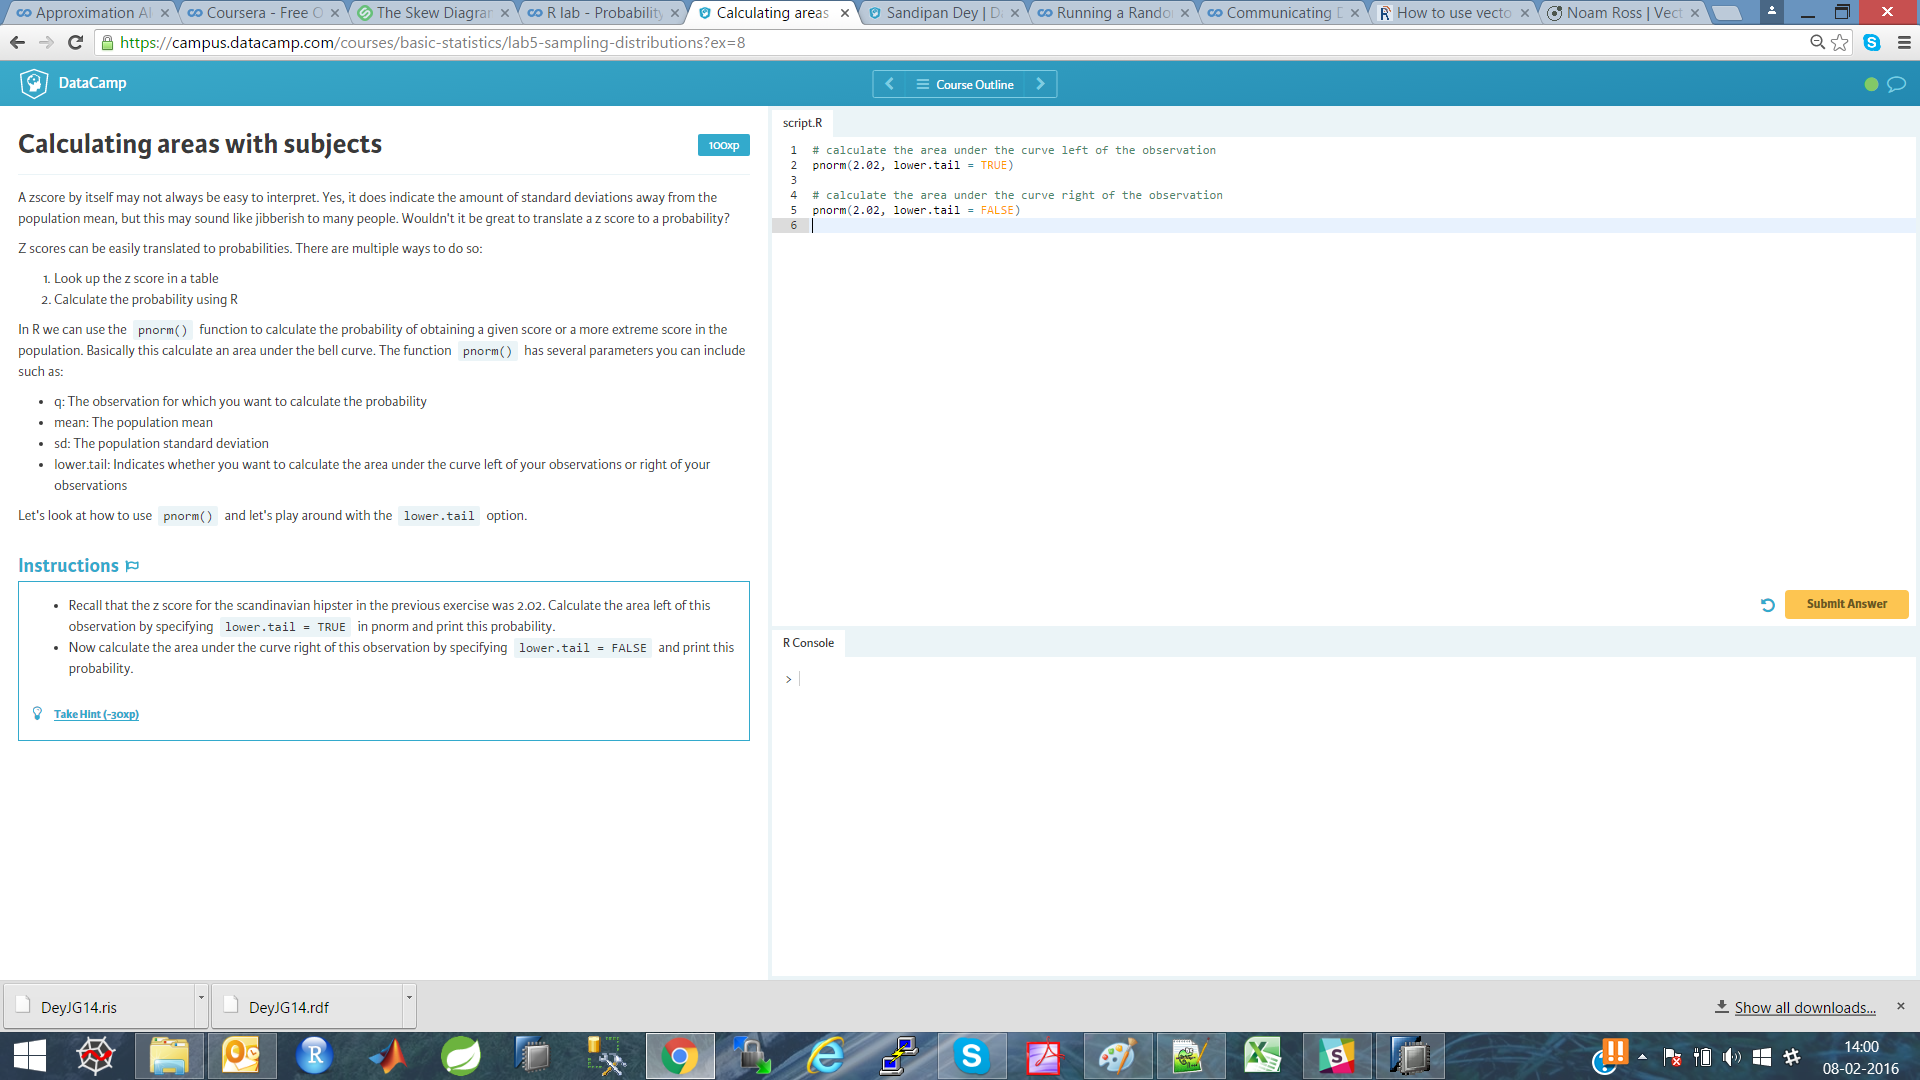 Approximation Al
Coursera - Free O
The Skew Diagra
R lab - Probability
Calculating areas
Sandipan Dey | D
Running a Rando
Communicating D
How to use vecto
Noam Ross | Vect
https://campus.datacamp.com/courses/basic-statistics/lab5-sampling-distributions?ex=8
DataCamp
Course Outline
Calculating areas with subjects
100xp
A zscore by itself may not always be easy to interpret. Yes, it does indicate the amount of standard deviations away from the
population mean, but this may sound like jibberish to many people. Wouldn't it be great to translate a z score to a probability?
Z scores can be easily translated to probabilities. There are multiple ways to do so:
1. Look up the z score in a table
2. Calculate the probability using R
In R we can use the pnorm() function to calculate the probability of obtaining a given score or a more extreme score in the
population. Basically this calculate an area under the bell curve. The function pnorm() has several parameters you can include
such as:
• q: The observation for which you want to calculate the probability
• mean: The population mean
• sd: The population standard deviation
• lower.tail: Indicates whether you want to calculate the area under the curve left of your observations or right of your
observations
Let's look at how to use pnorm() and let's play around with the lower.tail option.
Instructions
• Recall that the z score for the scandinavian hipster in the previous exercise was 2.02. Calculate the area left of this
observation by specifying lower.tail = TRUE in pnorm and print this probability.
• Now calculate the area under the curve right of this observation by specifying lower.tail = FALSE and print this
probability.
Take Hint (-30xp)
script.R
1 # calculate the area under the curve left of the observation
2 pnorm(2.02, lower.tail = TRUE)
3
4 # calculate the area under the curve right of the observation
5 pnorm(2.02, lower.tail = FALSE)
6
Submit Answer
R Console
>
DeyJG14.ris
DeyJG14.rdf
Show all downloads...
14:00
08-02-2016